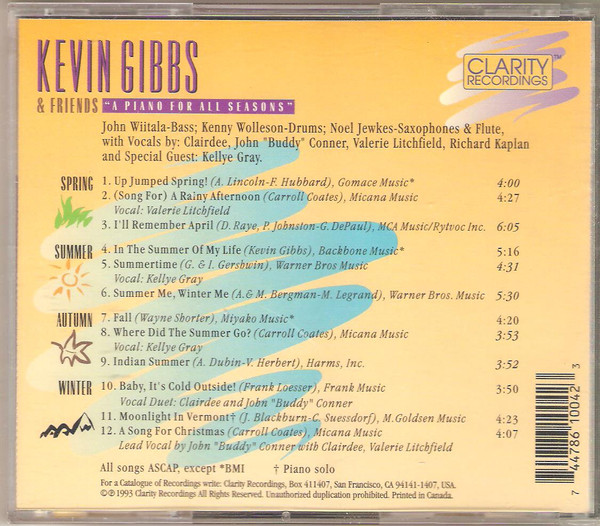 KEVIN GIBBS
& FRIENDS "A PIANO FOR ALL SEASONS"
CLARITY™
RECORDINGS
John Wiitala-Bass; Kenny Wolleson-Drums; Noel Jewkes-Saxophones & Flute,
with Vocals by: Clairdee, John "Buddy" Conner, Valerie Litchfield, Richard Kaplan
and Special Guest: Kellye Gray.
SPRING 1. Up Jumped Spring! (A. Lincoln-F. Hubbard), Gomace Music* 4:00
2. (Song For) A Rainy Afternoon (Carroll Coates), Micana Music 4:27
Vocal: Valerie Litchfield
3. I'll Remember April (D. Raye, P. Johnston-G. DePaul), MCA Music/Rytvoc Inc. 6:05
SUMMER 4. In The Summer Of My Life (Kevin Gibbs), Backbone Music* 5:16
5. Summertime (G. & I. Gershwin), Warner Bros Music 4:37
Vocal: Kellye Gray
6. Summer Me, Winter Me (A.& M. Bergman-M. Legrand), Warner Bros. Music 5:30
AUTUMN 7. Fall (Wayne Shorter), Miyako Music* 4:20
8. Where Did The Summer Go? (Carroll Coates), Micana Music 3:53
Vocal: Kellye Gray
9. Indian Summer (A. Dubin-V. Herbert), Harms, Inc. 3:52
WINTER 10. Baby, It's Cold Outside! (Frank Loesser), Frank Music 3:50
Vocal Duet: Clairdee and John "Buddy" Conner
11. Moonlight In Vermont† (J. Blackburn-C. Suessdorf), M.Goldsen Music 4:23
12. A Song For Christmas (Carroll Coates), Micana Music 4:07
Lead Vocal by John "Buddy" Conner with Clairdee, Valerie Litchfield
All songs ASCAP, except *BMI † Piano solo
For a Catalogue of Recordings write: Clarity Recordings, Box 411407, San Francisco, CA 94141-1407, USA.
©℗1993 Clarity Recordings All Rights Reserved. Unauthorized duplication prohibited. Printed in Canada.
7 44786 10042 3